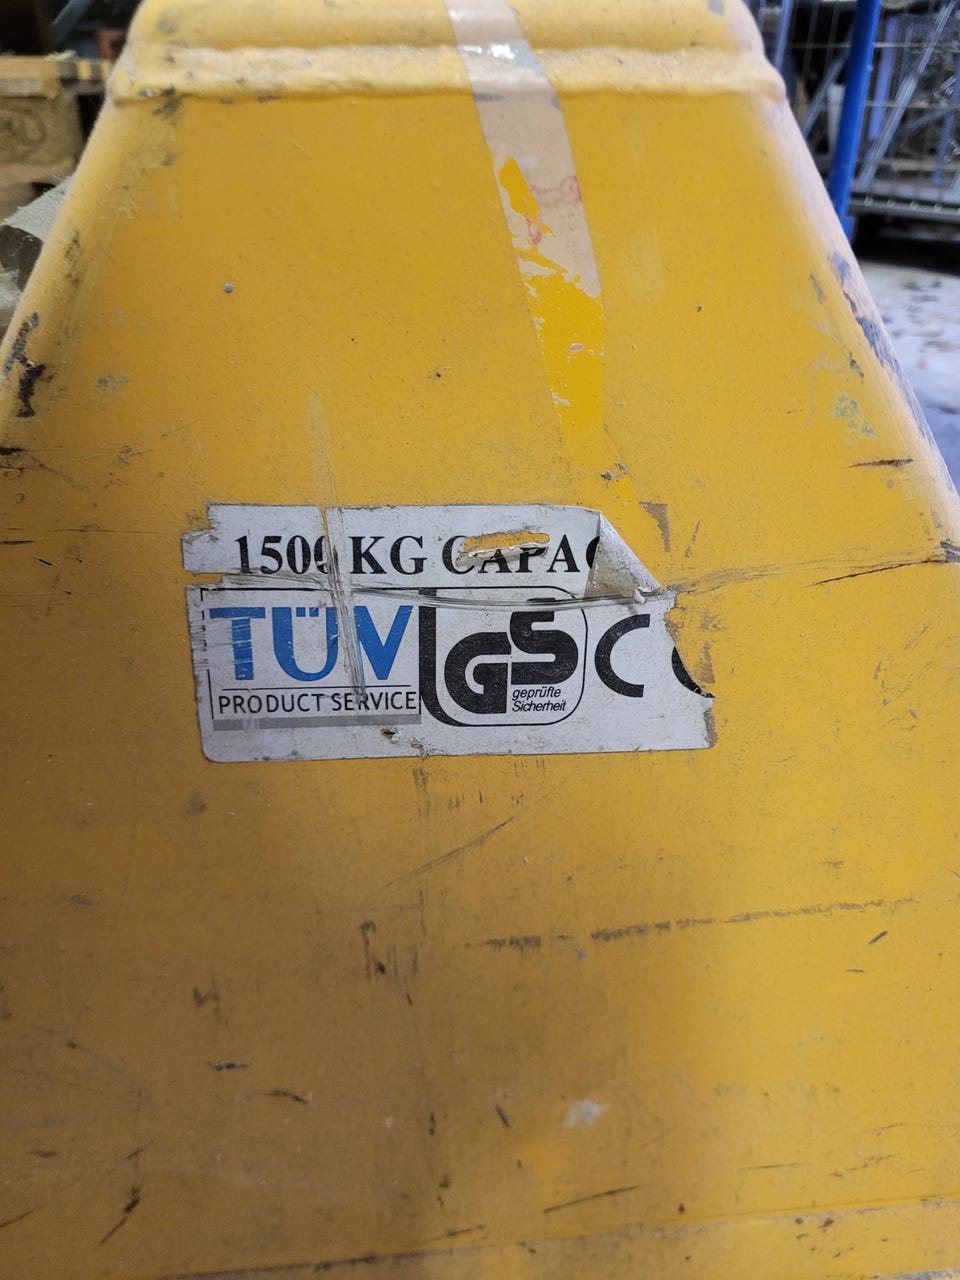 1500 KG CAPAC
TÜV
PRODUCT SERVICE
GS
geprüfte
Sicherheit
C